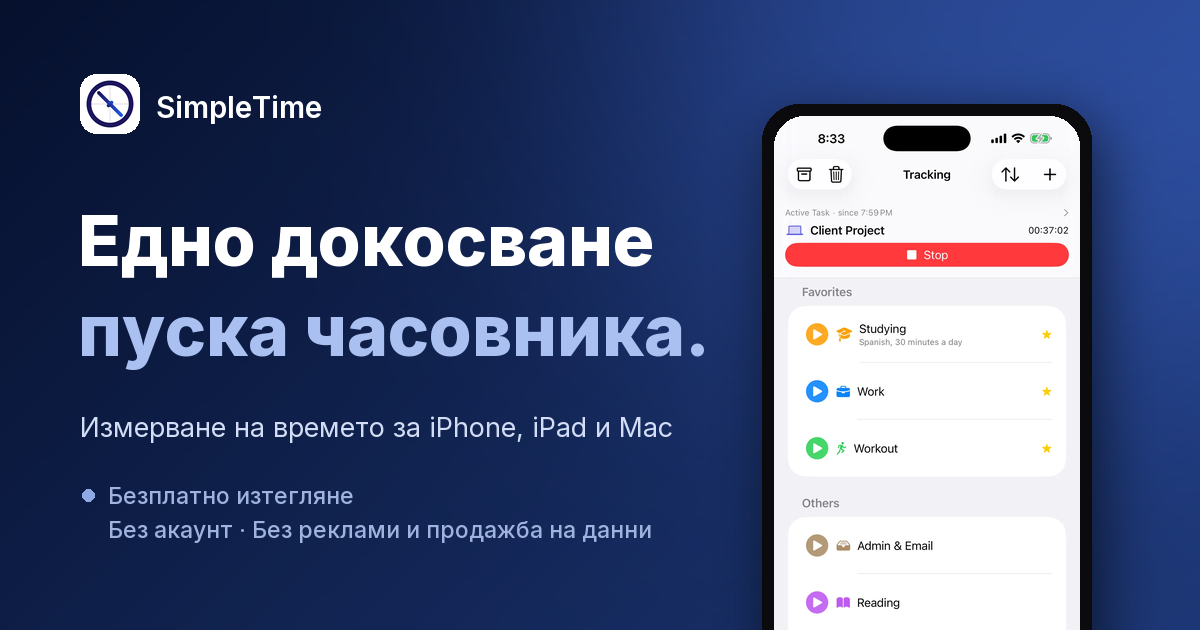 SimpleTime
Едно докосване
пуска часовника.
Измерване на времето за iPhone, iPad и Mac
Безплатно изтегляне
Без акаунт · Без реклами и продажба на данни
8:33
Tracking
Active Task · since 7:59 PM
Client Project 00:37:02
Stop
Favorites
Studying
Spanish, 30 minutes a day
Work
Workout
Others
Admin & Email
Reading